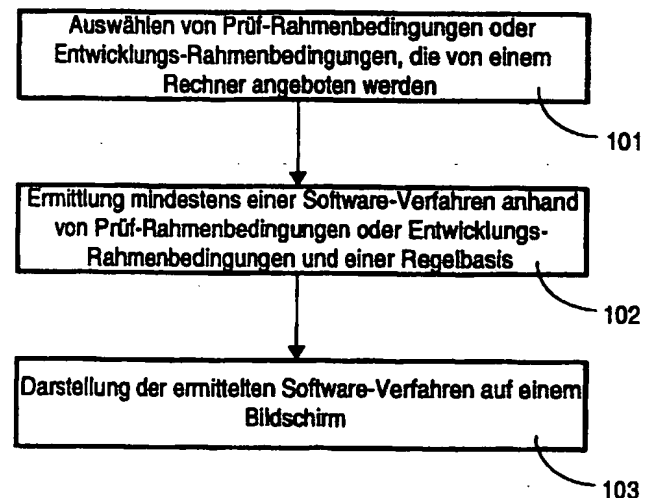 Auswählen von Prüf-Rahmenbedingungen oder
Entwicklungs-Rahmenbedingungen, die von einem
Rechner angeboten werden
101
Ermittlung mindestens einer Software-Verfahren anhand
von Prüf-Rahmenbedingungen oder Entwicklungs-
Rahmenbedingungen und einer Regelbasis
102
Darstellung der ermittelten Software-Verfahren auf einem
Bildschirm
103